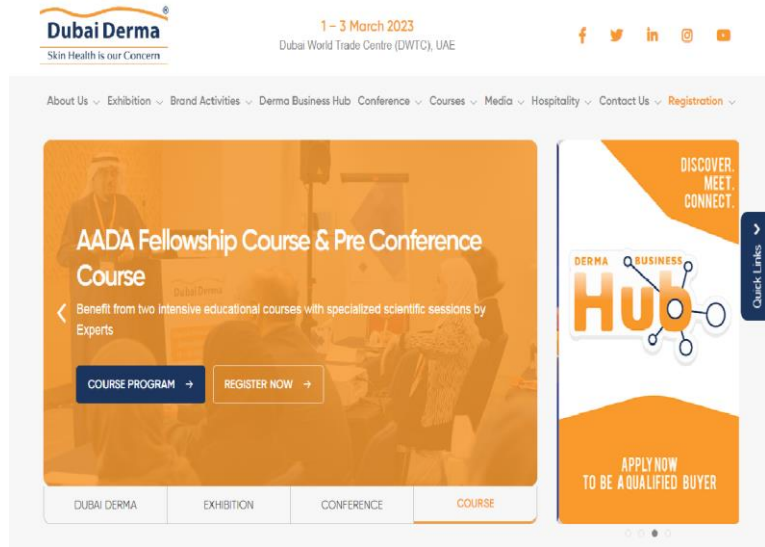 Dubai Derma®
Skin Health is our Concern
1 – 3 March 2023
Dubai World Trade Centre (DWTC), UAE
About Us Exhibition Brand Activities Derma Business Hub Conference Courses Media Hospitality Contact Us Registration
AADA Fellowship Course & Pre Conference
Course
Dubai Derma
Benefit from two intensive educational courses with specialized scientific sessions by
Experts
COURSE PROGRAM →
REGISTER NOW →
DUBAI DERMA
EXHIBITION
CONFERENCE
COURSE
DISCOVER.
MEET.
CONNECT.
DERMA BUSINESS
Hub
APPLY NOW
TO BE A QUALIFIED BUYER
Quick Links